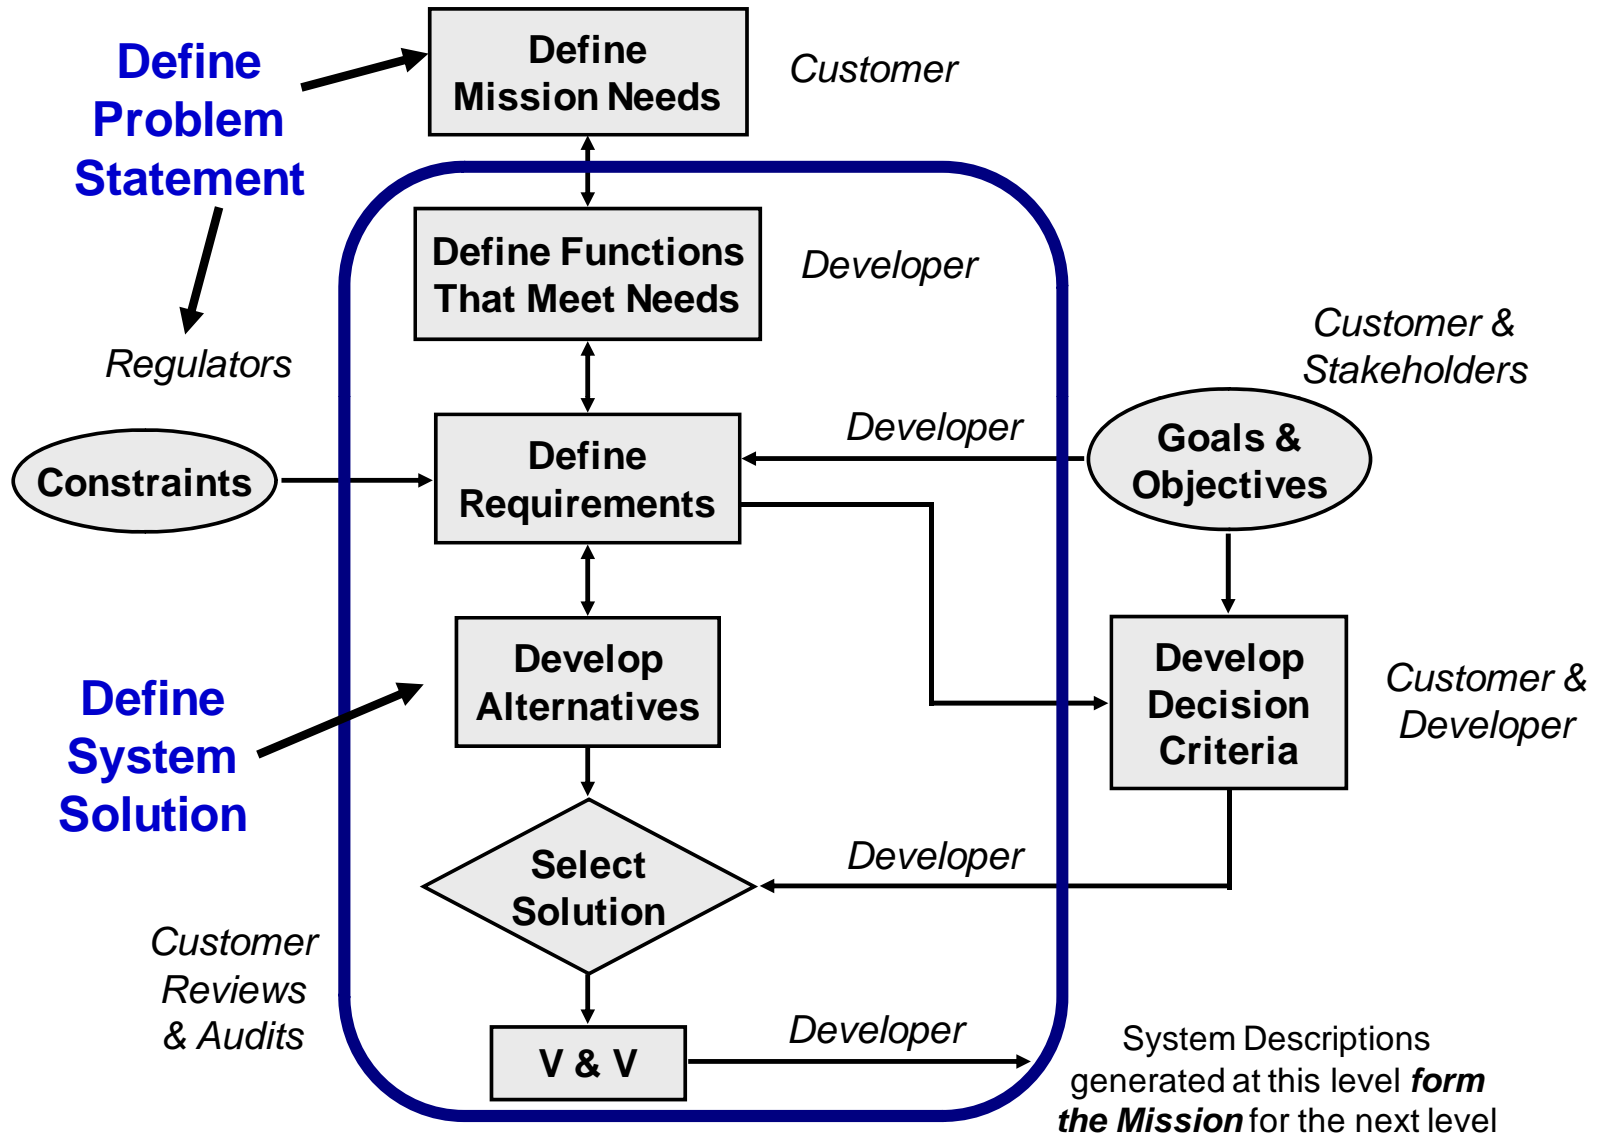 Define
Problem
Statement
Define
Mission Needs
Customer
Define Functions
That Meet Needs
Developer
Regulators
Customer &
Stakeholders
Constraints
Define
Requirements
Developer
Goals &
Objectives
Develop
Alternatives
Define
System
Solution
Develop
Decision
Criteria
Customer &
Developer
Select
Solution
Developer
Customer
Reviews
& Audits
V & V
Developer
System Descriptions
generated at this level form
the Mission for the next level